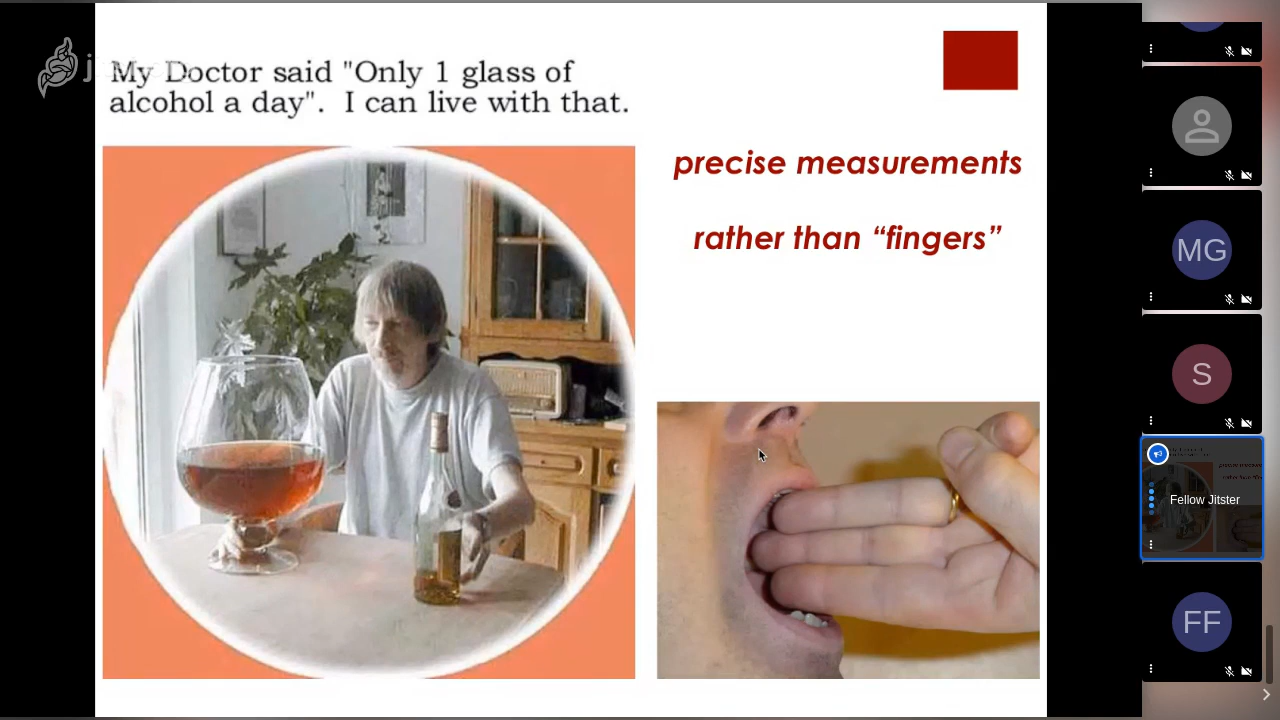 My Doctor said "Only 1 glass of
alcohol a day".  I can live with that.
precise measurements
rather than “fingers”
MG
S
Fellow Jitster
FF